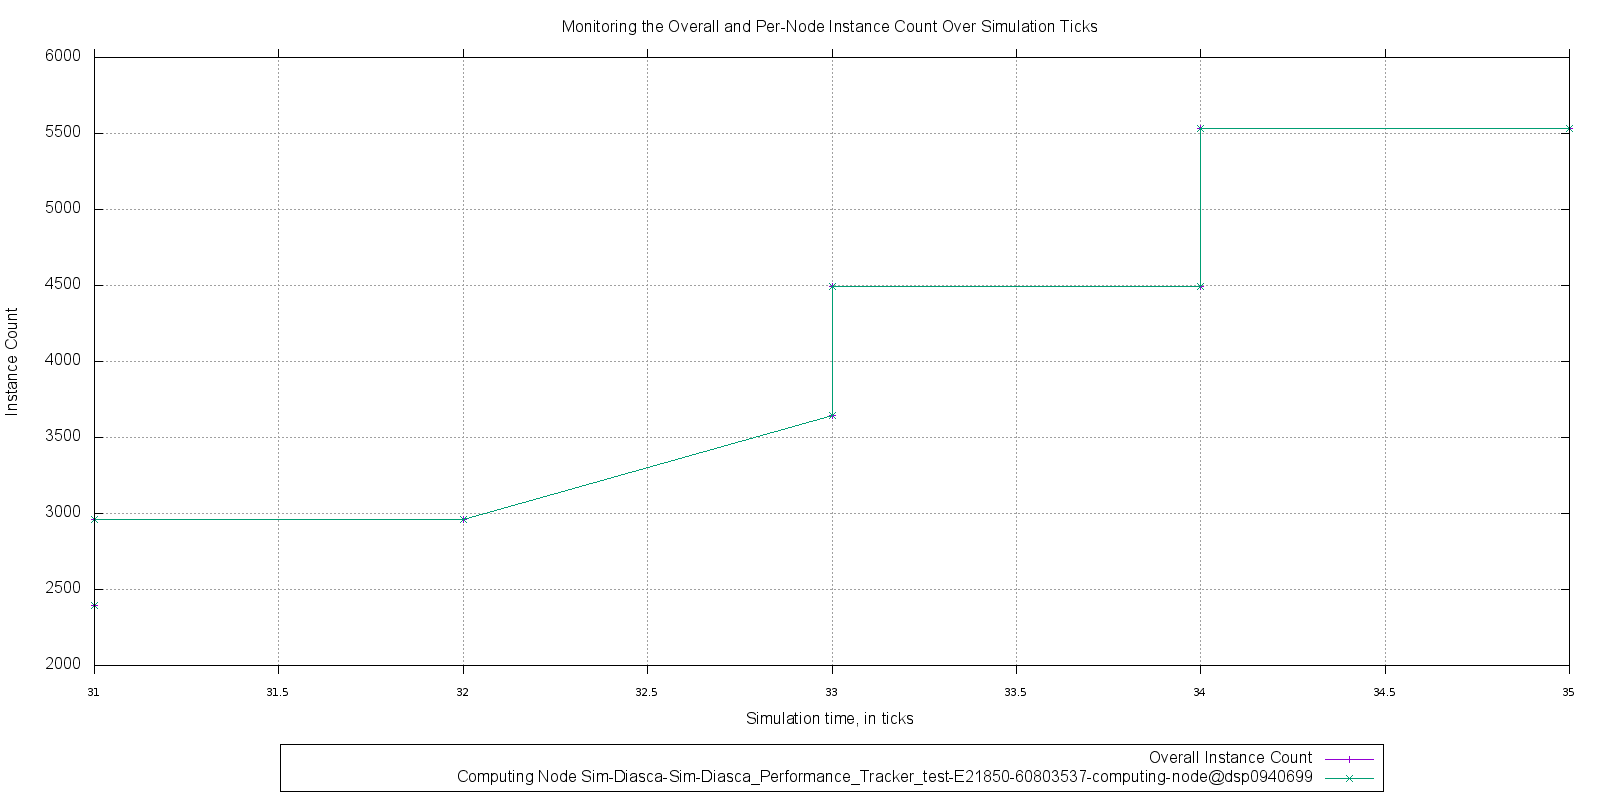 Monitoring the Overall and Per-Node Instance Count Over Simulation Ticks
6000
5500
5000
4500
4000
3500
3000
2500
2000
Instance Count
31 31.5 32 32.5 33 33.5 34 34.5 35
Simulation time, in ticks
Overall Instance Count
Computing Node Sim-Diasca-Sim-Diasca_Performance_Tracker_test-E21850-60803537-computing-node@dsp0940699